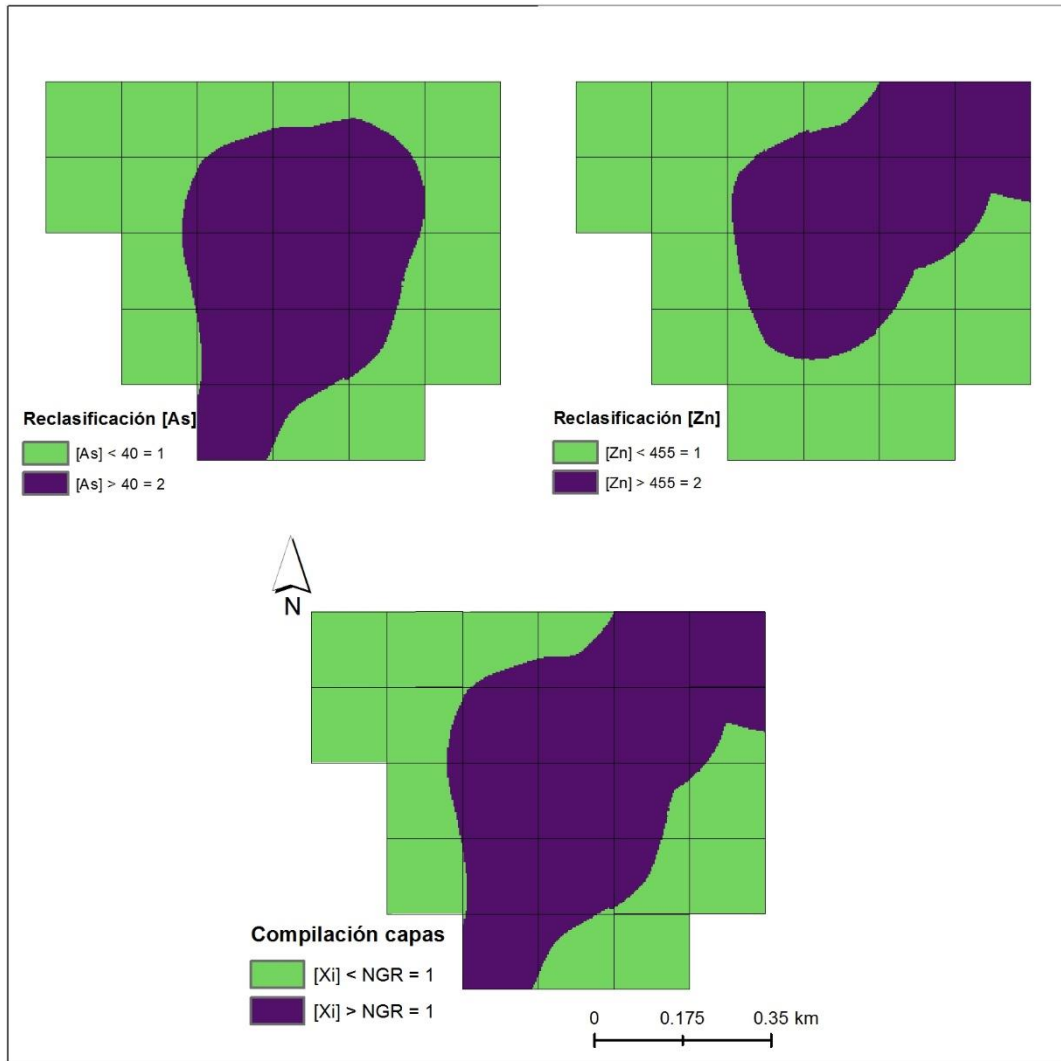 Reclasificación [As]
[As] < 40 = 1
[As] > 40 = 2
Reclasificación [Zn]
[Zn] < 455 = 1
[Zn] > 455 = 2
N
Compilación capas
[Xi] < NGR = 1
[Xi] > NGR = 1
0 0.175 0.35 km